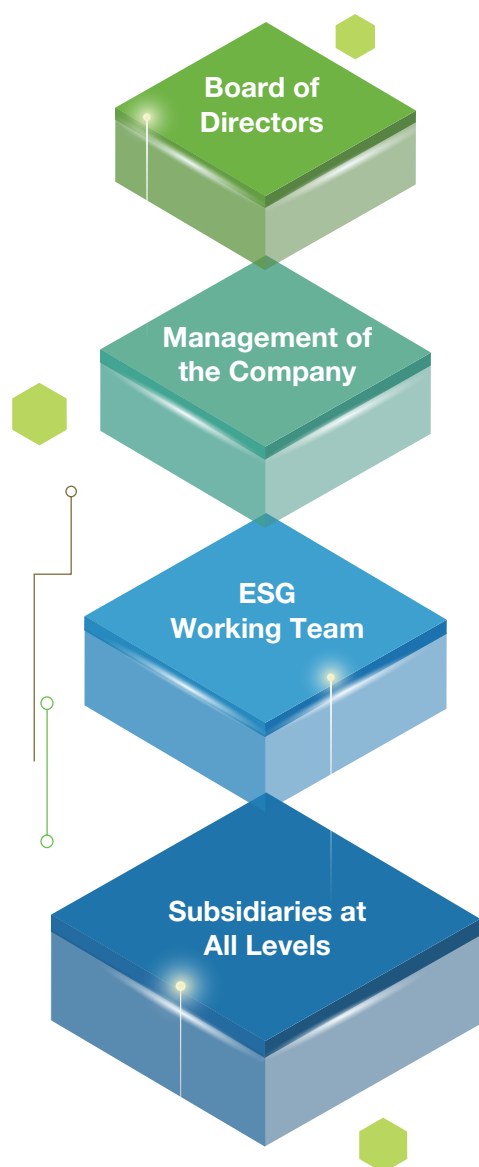 Board of
Directors
Management of
the Company
ESG
Working Team
Subsidiaries at
All Levels